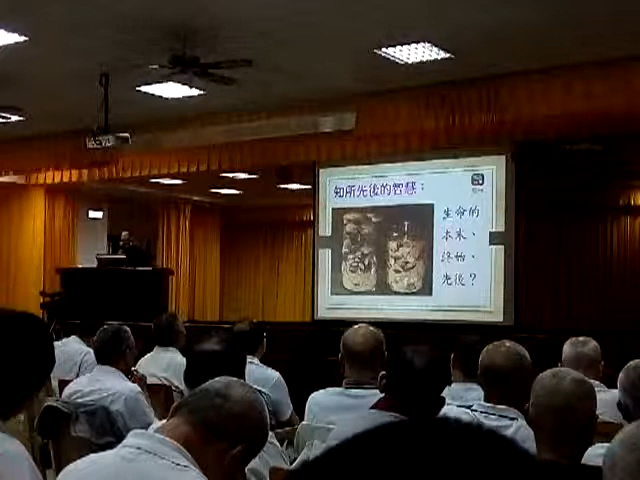 知所先後的智慧：
生命的
本末、
終始、
先後？